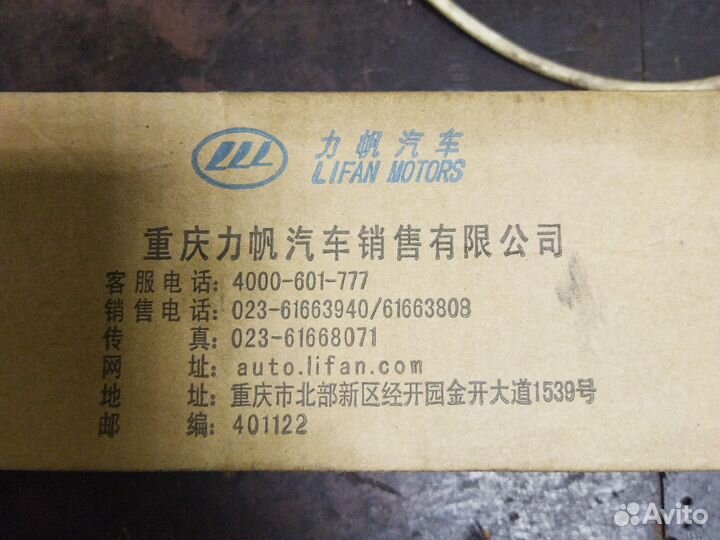 力帆汽车
LIFAN MOTORS
重庆力帆汽车销售有限公司
客服电话: 4000-601-777
销售电话: 023-61663940/61663808
传 真: 023-61668071
网 址: auto.lifan.com
地 址: 重庆市北部新区经开园金开大道1539号
邮 编: 401122
Avito